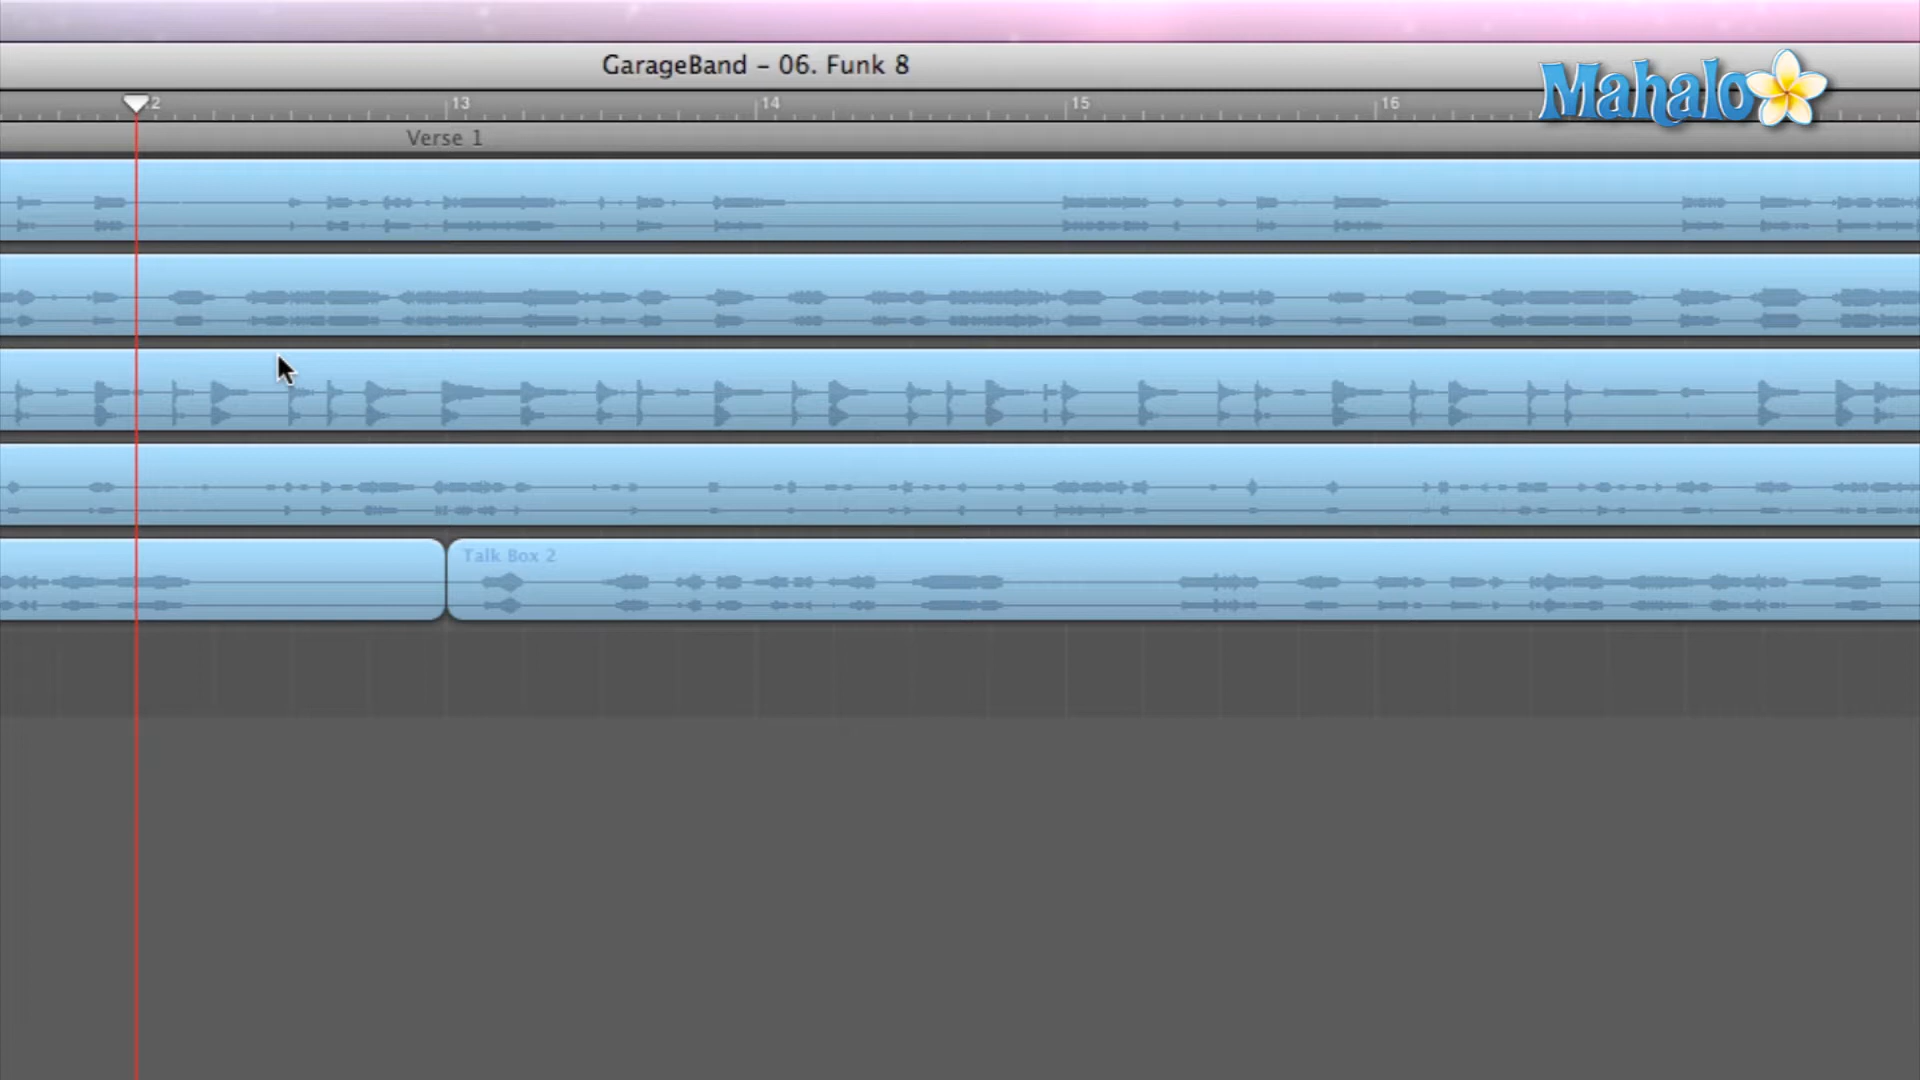 GarageBand – 06. Funk 8
Mahalo
2 13 14 15 16
Verse 1
Talk Box 2